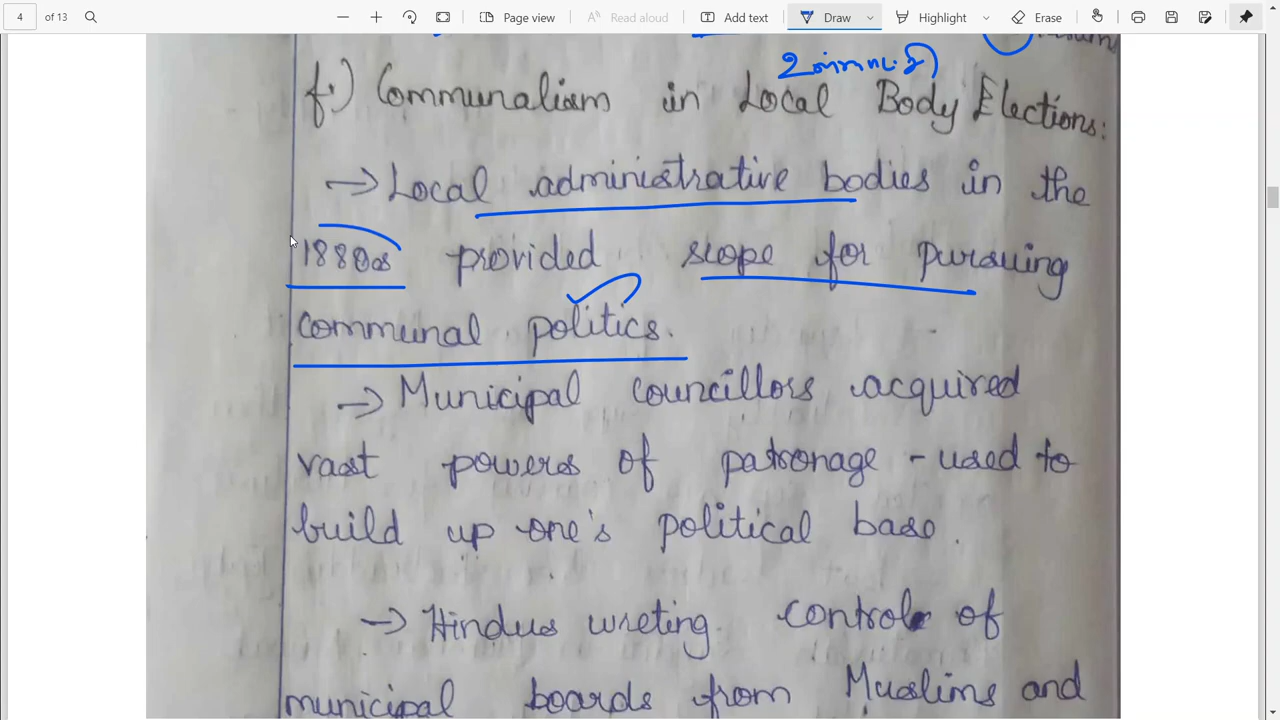 4 of 13
Page view
Read aloud
Add text
Draw
Highlight
Erase
f.) Communalism in Local Body Elections:
→ Local administrative bodies in the
1880s provided scope for pursuing
communal politics.
→ Municipal councillors acquired
vast powers of patronage - used to
build up one's political base.
→ Hindus wreting control of
municipal boards from Muslims and